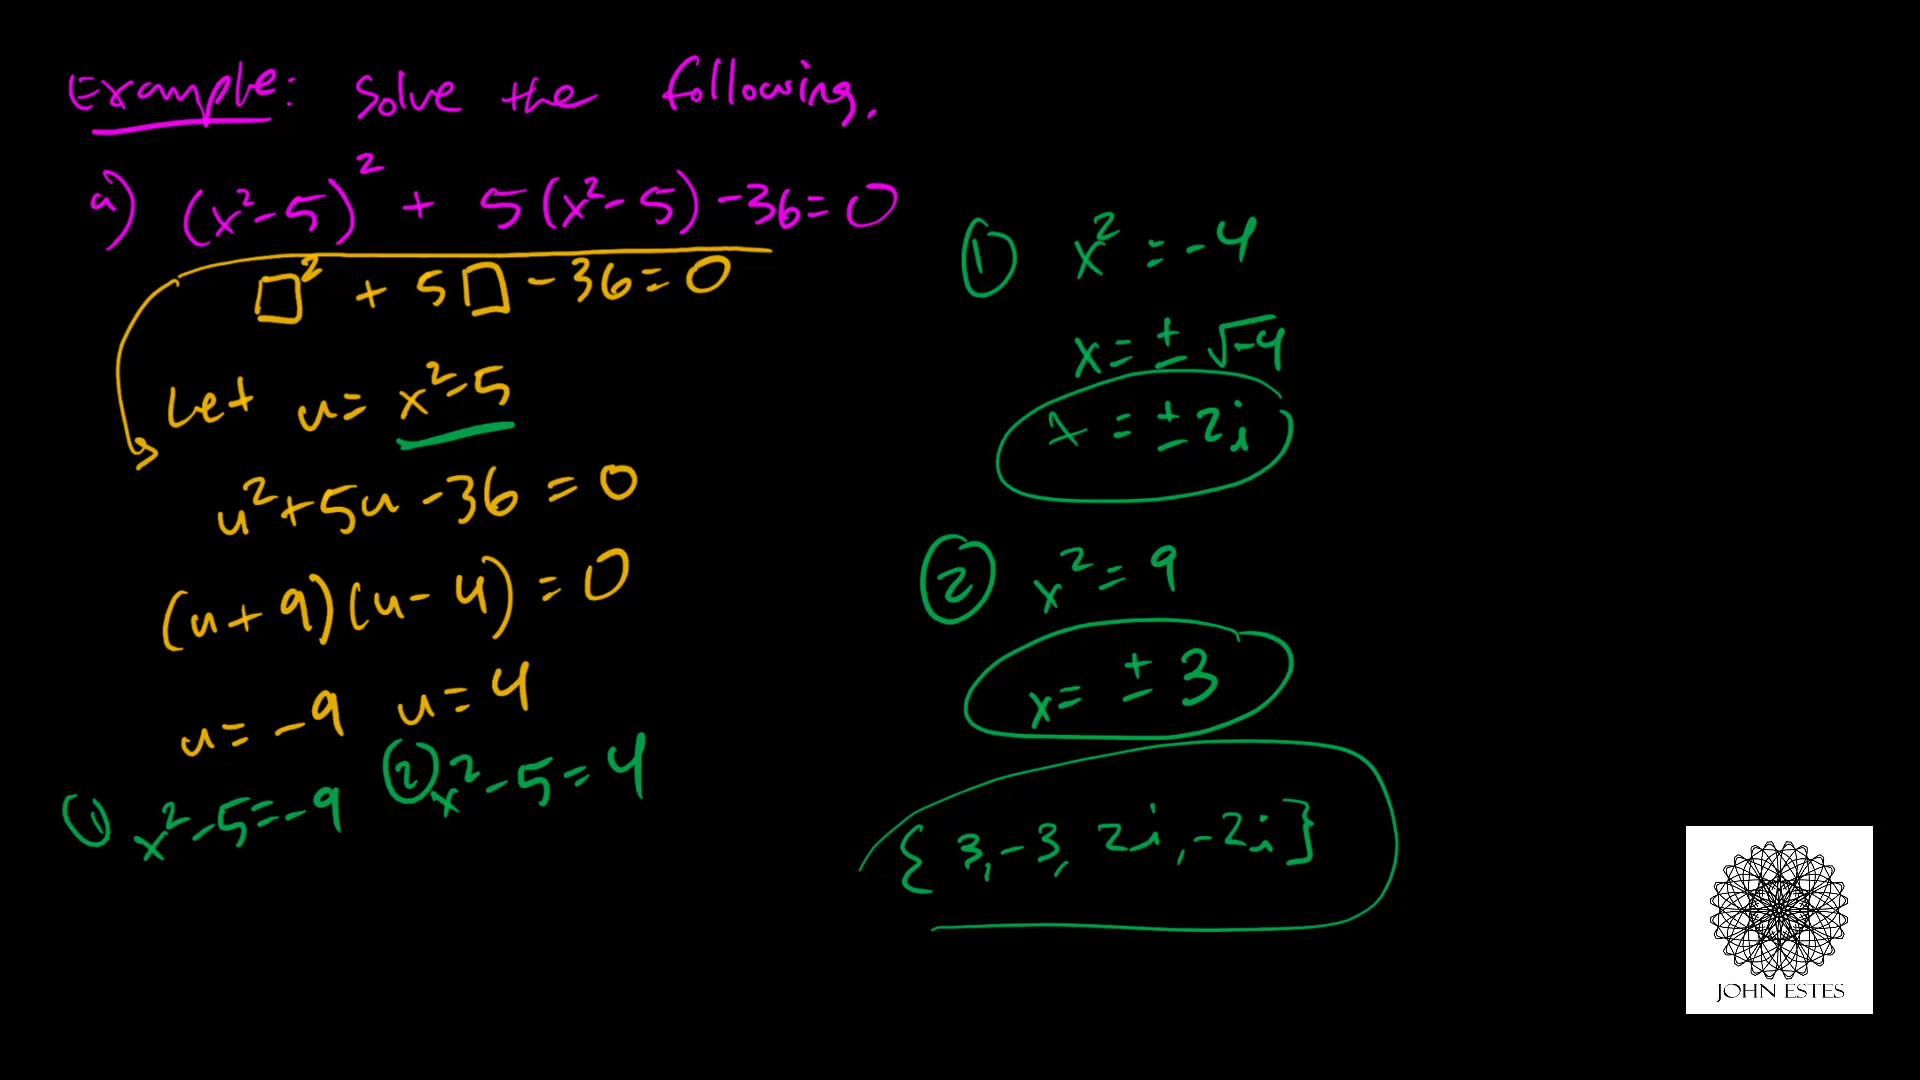 Example: Solve the following.
a) (x²-5)² + 5(x²-5) -36=0
□² + 5□ -36=0
Let u= x²-5
u²+5u -36 =0
(u+9)(u-4) =0
u= -9 u=4
① x²-5=-9 ② x²-5=4
① x² =-4
x=± √-4
x = ±2i
② x²= 9
x= ± 3
{3,-3, 2i, -2i}
JOHN ESTES